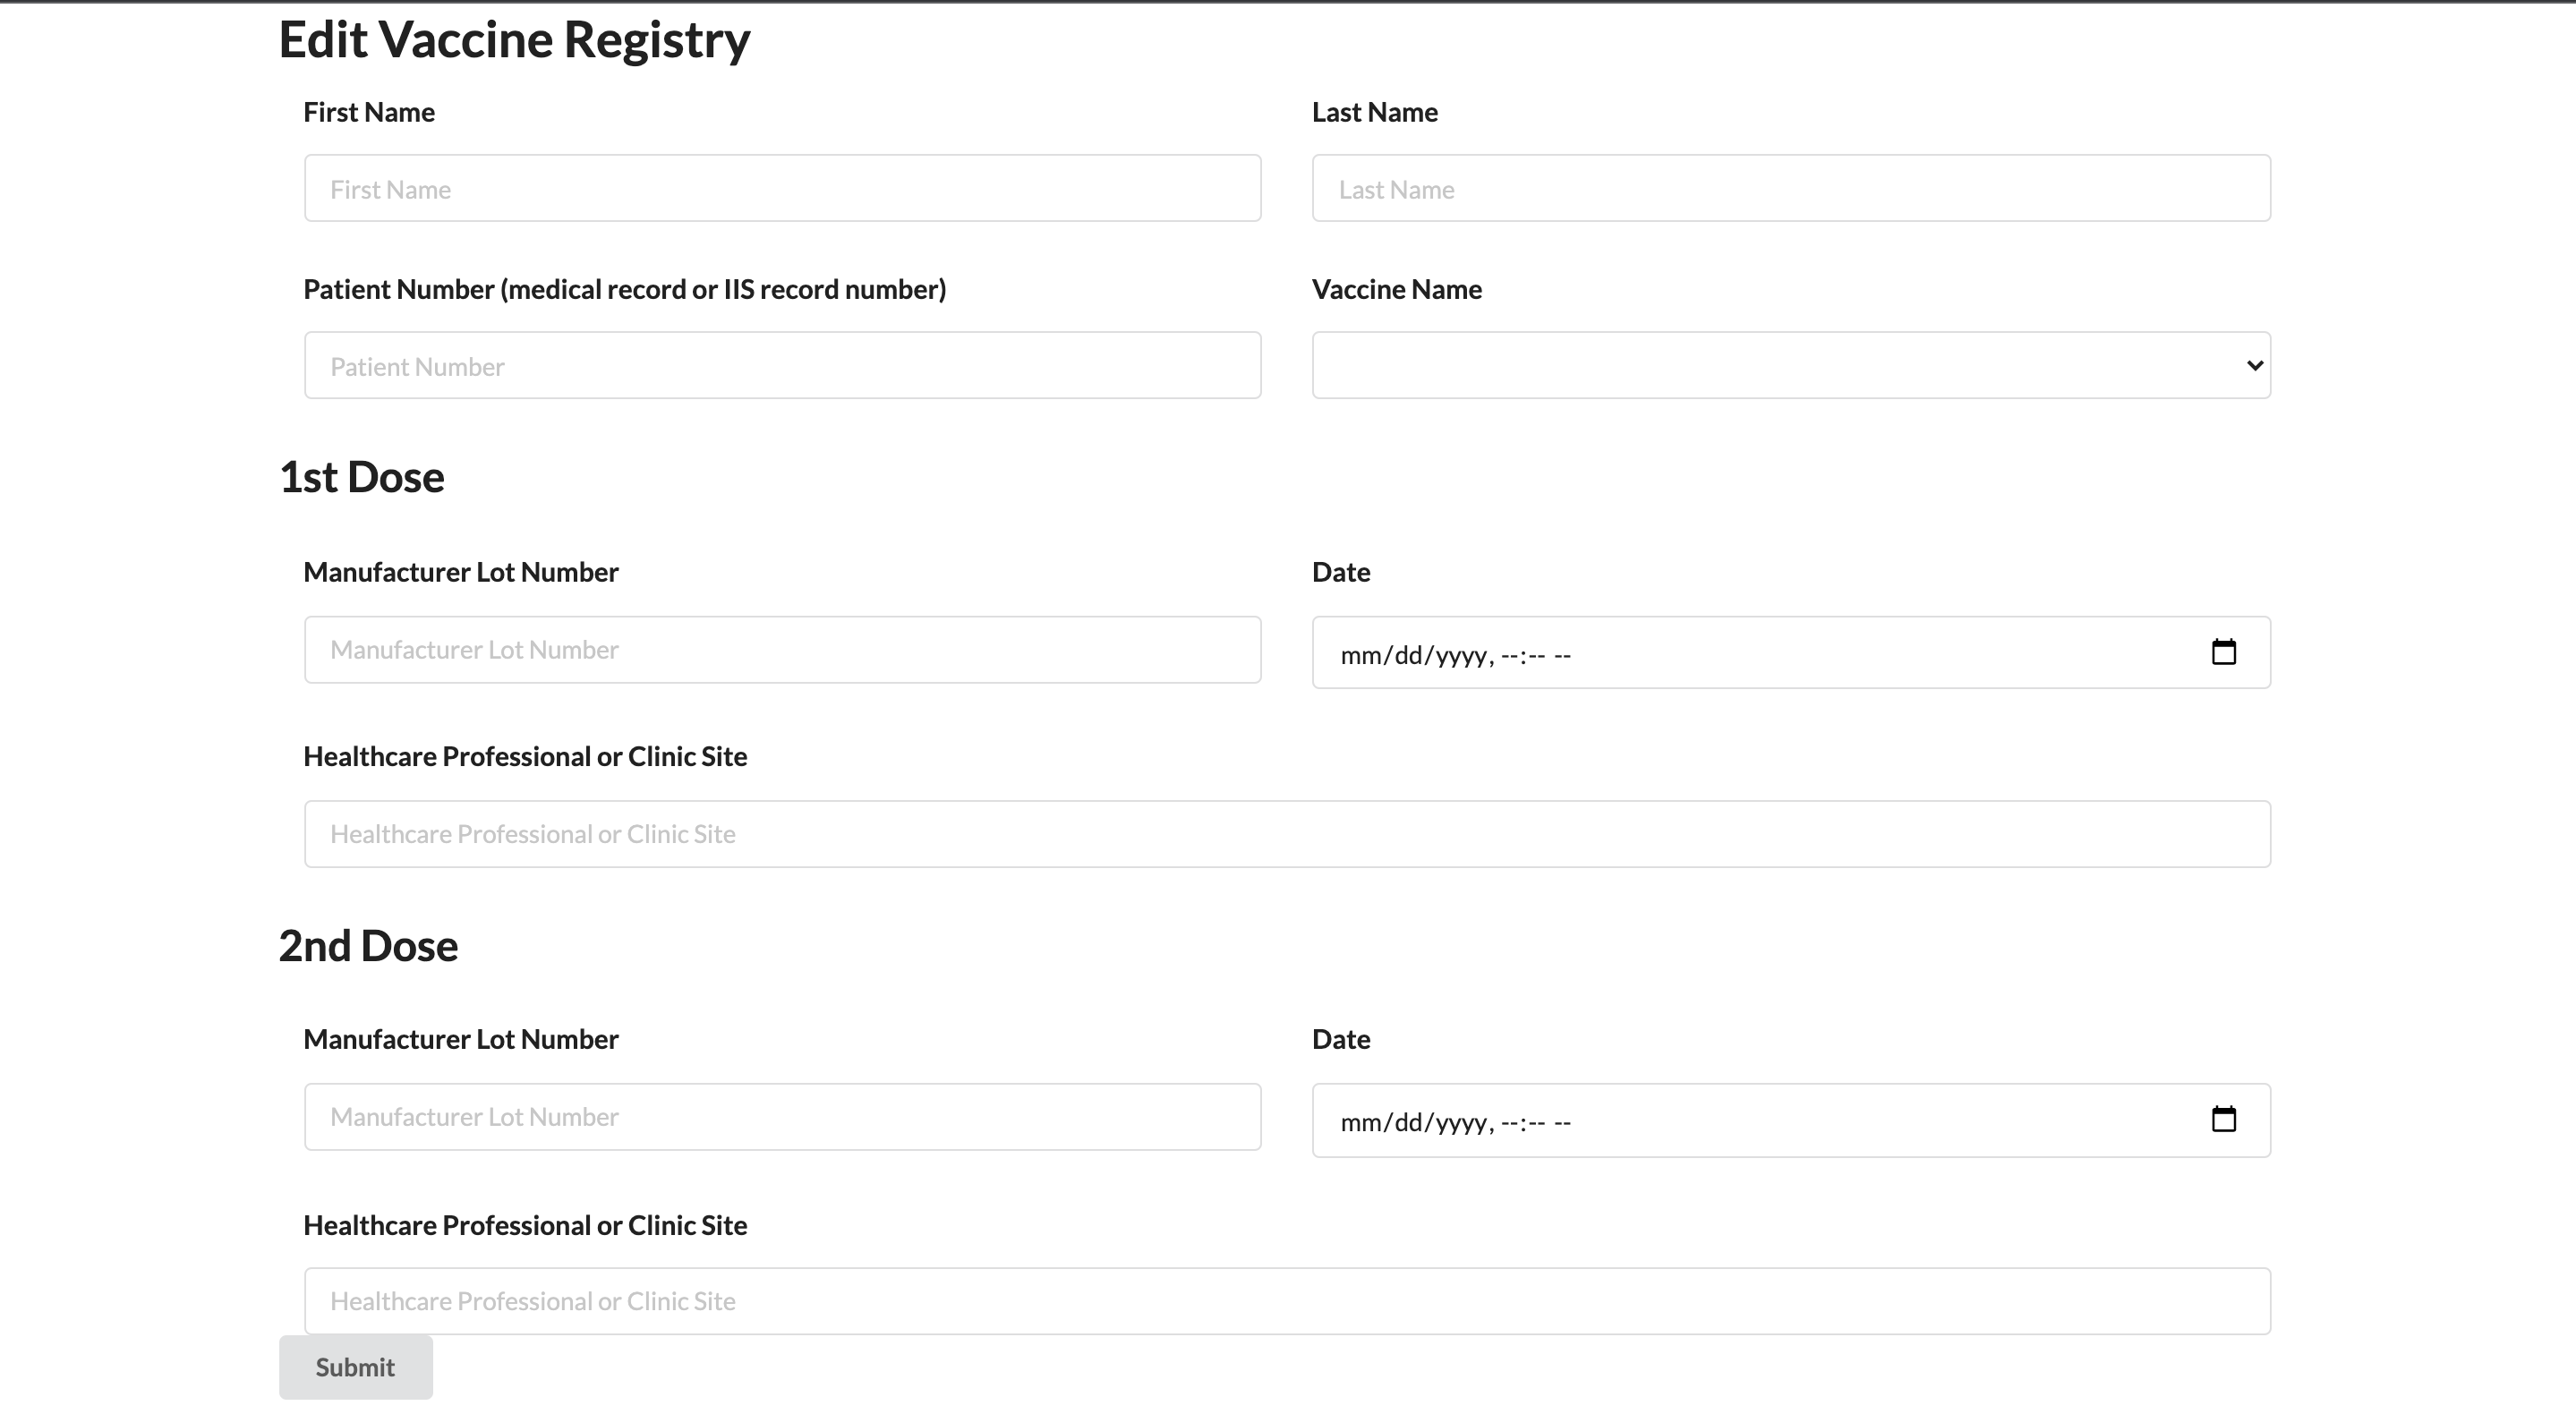 Edit Vaccine Registry
First Name
Last Name
First Name
Last Name
Patient Number (medical record or IIS record number)
Vaccine Name
Patient Number
1st Dose
Manufacturer Lot Number
Date
Manufacturer Lot Number
mm/dd/yyyy, --:-- --
Healthcare Professional or Clinic Site
Healthcare Professional or Clinic Site
2nd Dose
Manufacturer Lot Number
Date
Manufacturer Lot Number
mm/dd/yyyy, --:-- --
Healthcare Professional or Clinic Site
Healthcare Professional or Clinic Site
Submit